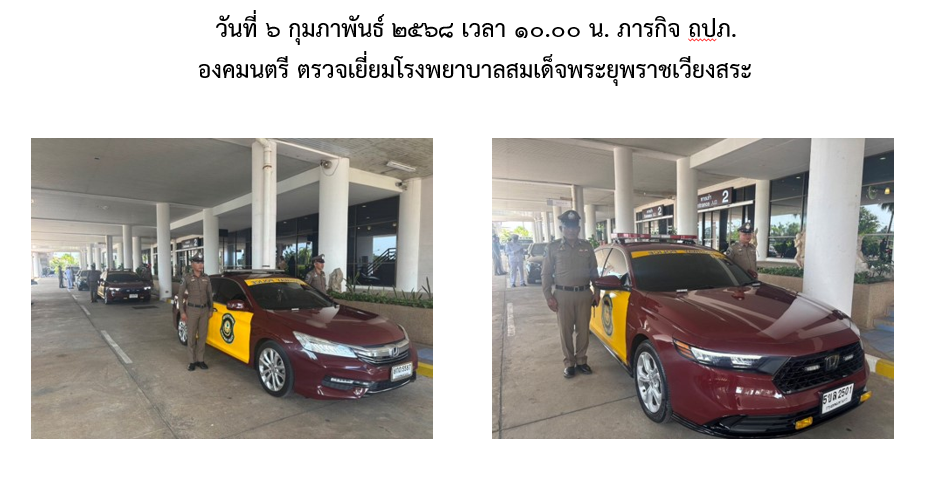 วันที่ ๖ กุมภาพันธ์ ๒๕๖๘ เวลา ๑๐.๐๐ น. ภารกิจ ถปภ.
องคมนตรี ตรวจเยี่ยมโรงพยาบาลสมเด็จพระยุพราชเวียงสระ
2
2